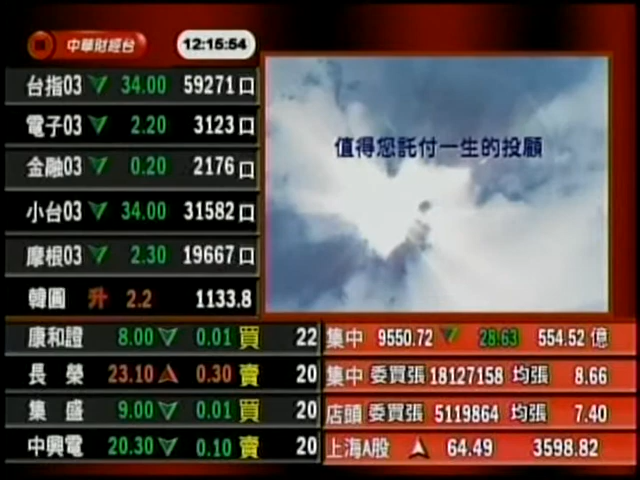 中華財經台 12:15:54
台指03 34.00 59271口
電子03 2.20 3123口
金融03 0.20 2176口
小台03 34.00 31582口
摩根03 2.30 19667口
韓圜 升 2.2 1133.8
值得您託付一生的投顧
康和證 8.00 0.01 買 22
長榮 23.10 0.30 賣 20
集盛 9.00 0.01 買 20
中興電 20.30 0.10 賣 20
集中 9550.72 28.63 554.52 億
集中 委買張 18127158 均張 8.66
店頭 委買張 5119864 均張 7.40
上海A股 64.49 3598.82